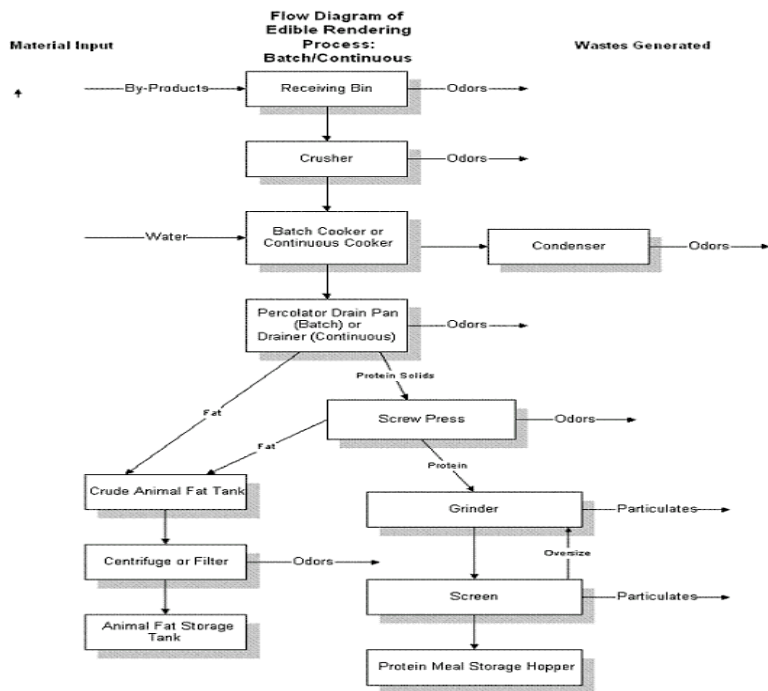 Flow Diagram of
Edible Rendering
Process:
Batch/Continuous
Material Input
Wastes Generated
By-Products
Receiving Bin
Odors
Crusher
Odors
Water
Batch Cooker or
Continuous Cooker
Condenser
Odors
Percolator Drain Pan
(Batch) or
Drainer (Continuous)
Odors
Protein Solids
Fat
Screw Press
Odors
Fat
Protein
Crude Animal Fat Tank
Grinder
Particulates
Centrifuge or Filter
Odors
Oversize
Screen
Particulates
Animal Fat Storage
Tank
Protein Meal Storage Hopper